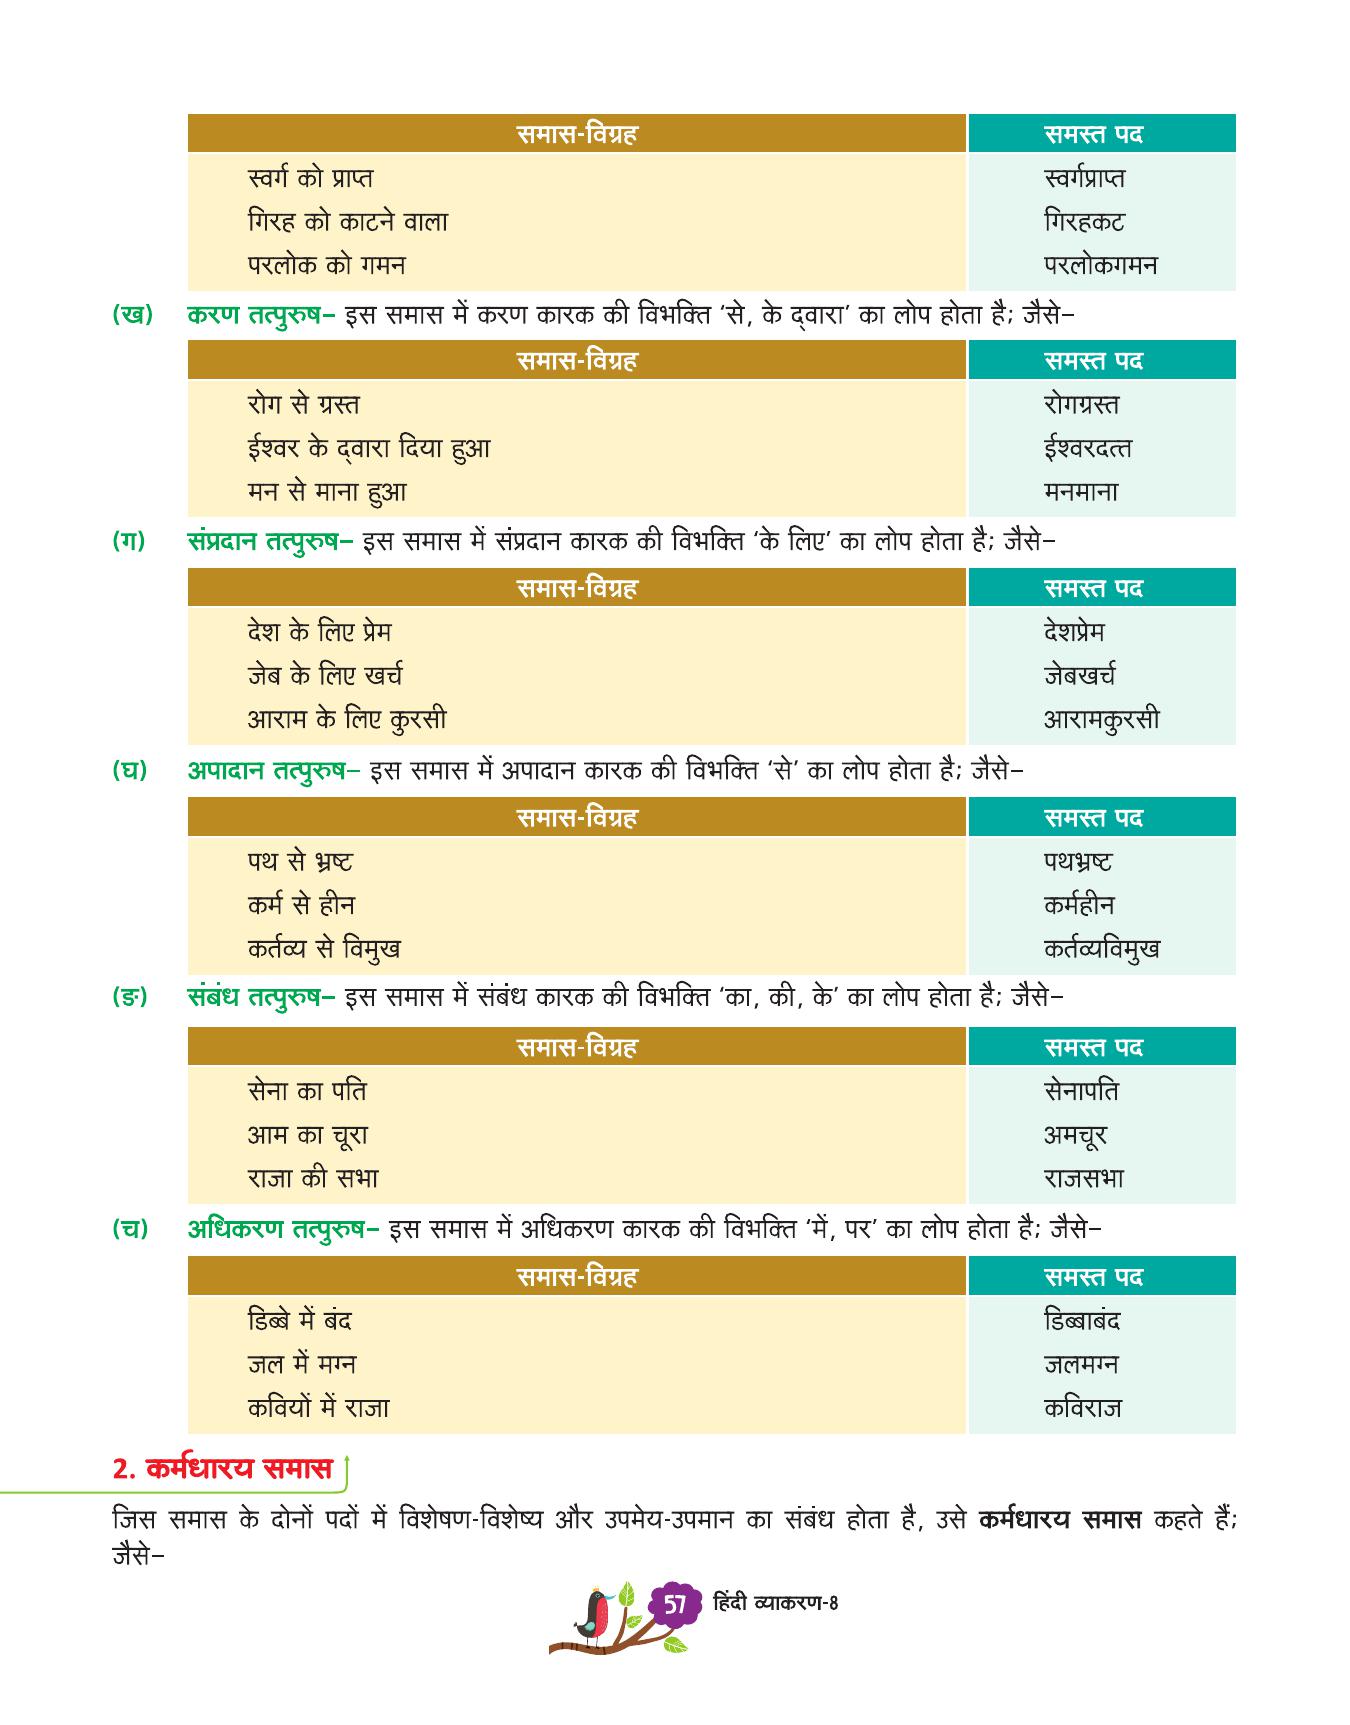 समास-विग्रह समस्त पद
स्वर्ग को प्राप्त स्वर्गप्राप्त
गिरह को काटने वाला गिरहकट
परलोक को गमन परलोकगमन
(ख) करण तत्पुरुष– इस समास में करण कारक की विभक्ति ‘से, के द्‌वारा’ का लोप होता है; जैसे–
समास-विग्रह समस्त पद
रोग से ग्रस्त रोगग्रस्त
ईश्वर के द्‌वारा दिया हुआ ईश्वरदत्त
मन से माना हुआ मनमाना
(ग) संप्रदान तत्पुरुष– इस समास में संप्रदान कारक की विभक्ति ‘के लिए’ का लोप होता है; जैसे–
समास-विग्रह समस्त पद
देश के लिए प्रेम देशप्रेम
जेब के लिए खर्च जेबखर्च
आराम के लिए कुरसी आरामकुरसी
(घ) अपादान तत्पुरुष– इस समास में अपादान कारक की विभक्ति ‘से’ का लोप होता है; जैसे–
समास-विग्रह समस्त पद
पथ से भ्रष्ट पथभ्रष्ट
कर्म से हीन कर्महीन
कर्तव्य से विमुख कर्तव्यविमुख
(ङ) संबंध तत्पुरुष– इस समास में संबंध कारक की विभक्ति ‘का, की, के’ का लोप होता है; जैसे–
समास-विग्रह समस्त पद
सेना का पति सेनापति
आम का चूरा अमचूर
राजा की सभा राजसभा
(च) अधिकरण तत्पुरुष– इस समास में अधिकरण कारक की विभक्ति ‘में, पर’ का लोप होता है; जैसे–
समास-विग्रह समस्त पद
डिब्बे में बंद डिब्बाबंद
जल में मग्न जलमग्न
कवियों में राजा कविराज
2. कर्मधारय समास
जिस समास के दोनों पदों में विशेषण-विशेष्य और उपमेय-उपमान का संबंध होता है, उसे कर्मधारय समास कहते हैं;
जैसे–
57 हिंदी व्याकरण-8